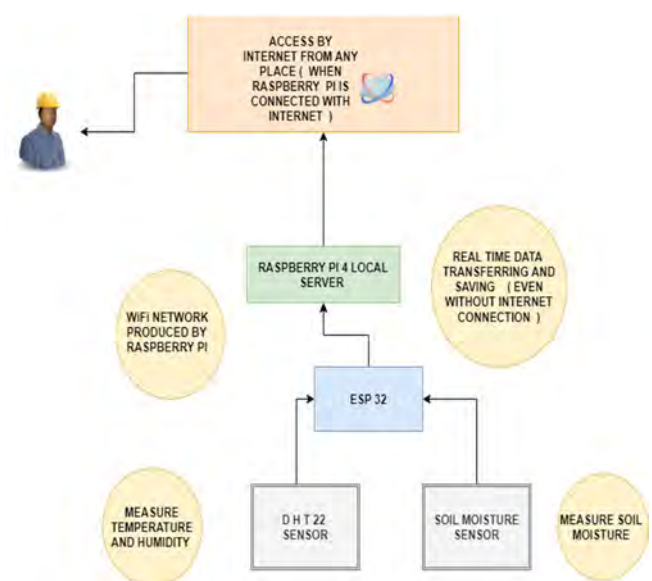 ACCESS BY
INTERNET FROM ANY
PLACE ( WHEN
RASPBERRY PI IS
CONNECTED WITH
INTERNET )
RASPBERRY PI 4 LOCAL
SERVER
REAL TIME DATA
TRANSFERRING AND
SAVING ( EVEN
WITHOUT INTERNET
CONNECTION )
WiFi NETWORK
PRODUCED BY
RASPBERRY PI
ESP 32
MEASURE
TEMPERATURE
AND HUMIDITY
D H T 22
SENSOR
SOIL MOISTURE
SENSOR
MEASURE SOIL
MOISTURE